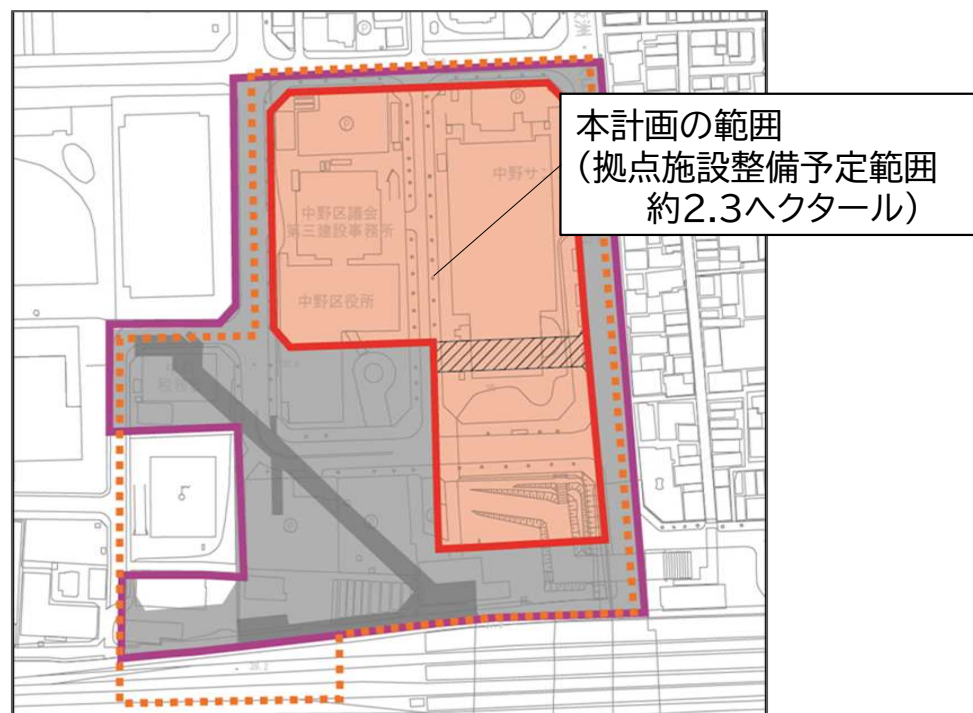 本計画の範囲
（拠点施設整備予定範囲
約2.3ヘクタール）
中野サン
中野区議会
第三建設事務所
中野区役所
P
P